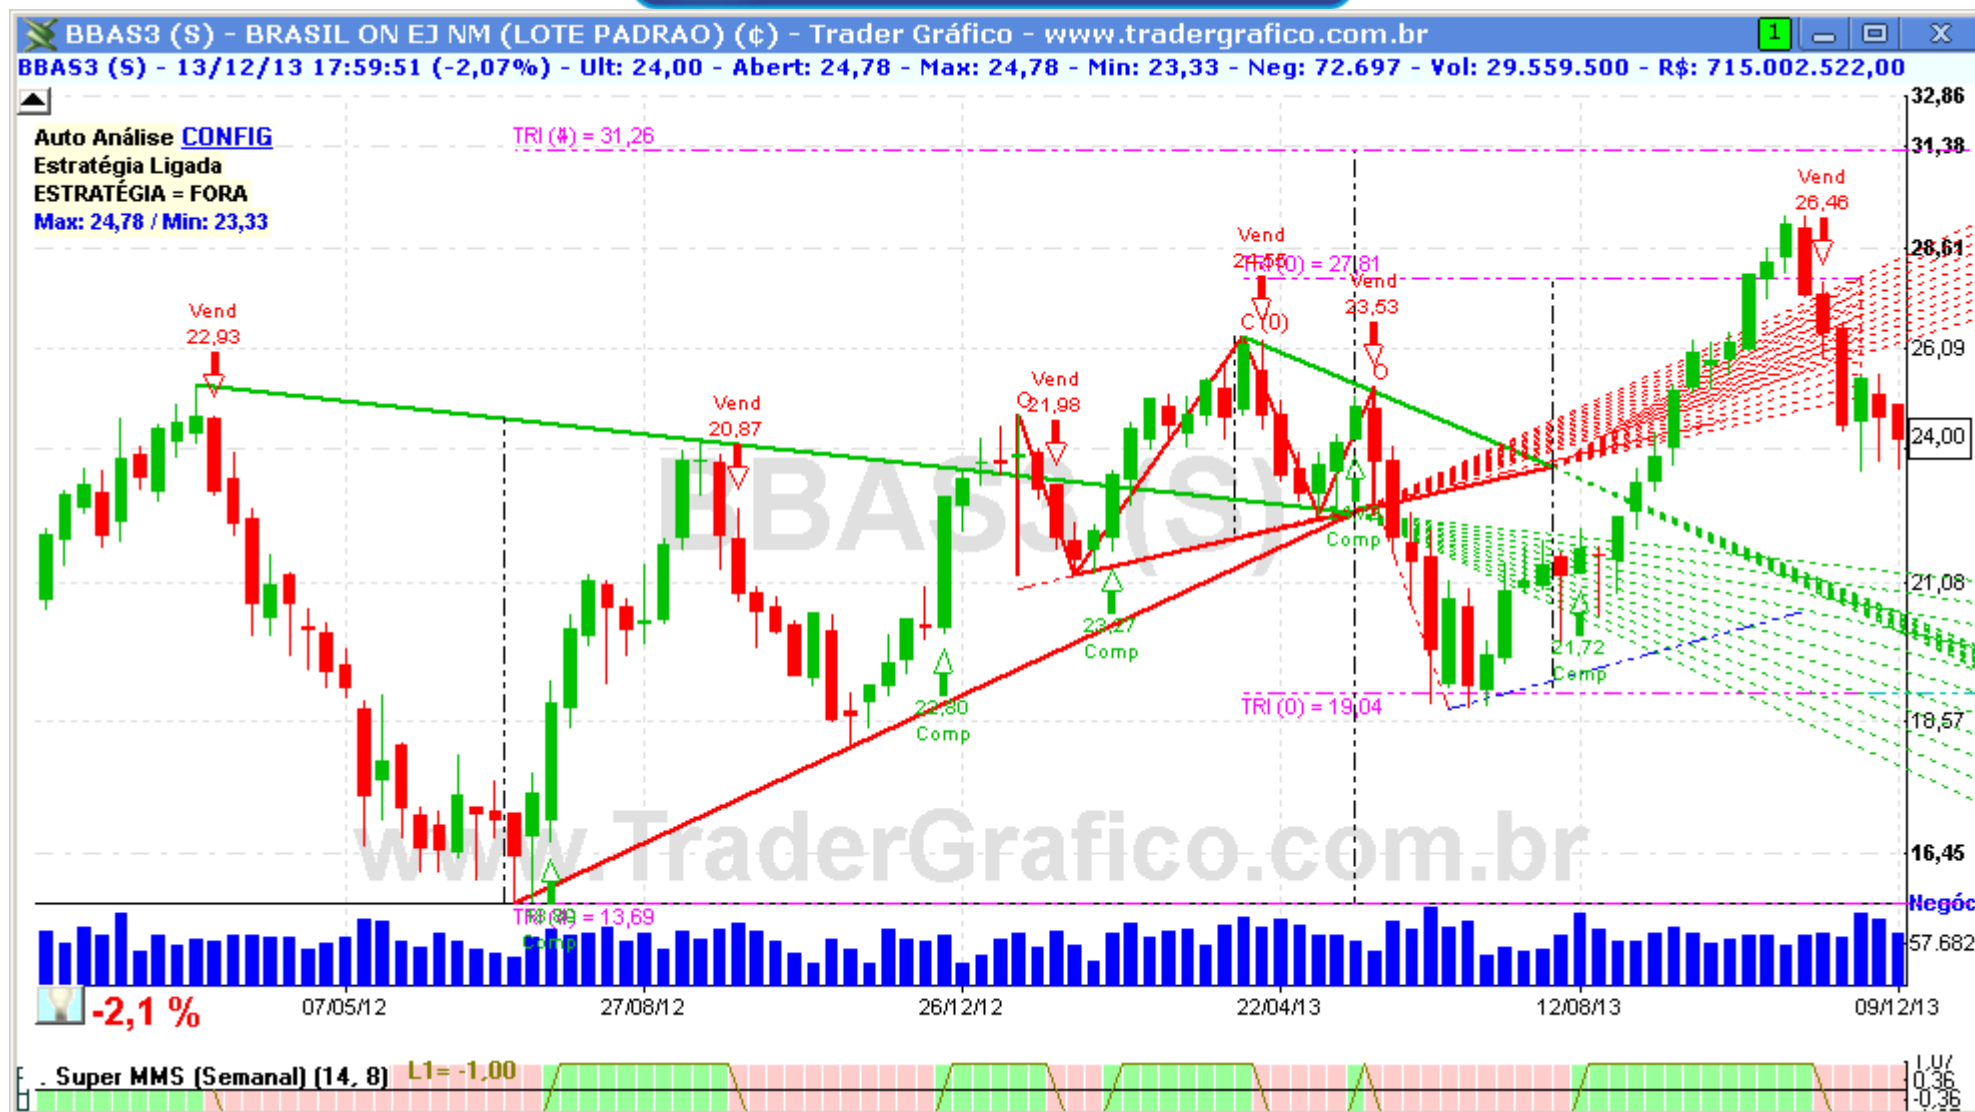 BBAS3 (S) - BRASIL ON EJ NM (LOTE PADRAO) (¢) - Trader Gráfico - www.tradergrafico.com.br
1
X
BBAS3 (S) - 13/12/13 17:59:51 (-2,07%) - Ult: 24,00 - Abert: 24,78 - Max: 24,78 - Min: 23,33 - Neg: 72.697 - Vol: 29.559.500 - R$: 715.002.522,00
Auto Análise CONFIG
Estratégia Ligada
ESTRATÉGIA = FORA
Max: 24,78 / Min: 23,33
TRI (#) = 31,26
32,86
31,38
Vend
26,46
28,61
Vend
TRI (0) = 27,81
Vend
23,53
C (0)
Vend
22,93
26,09
Vend
21,98
Vend
20,87
24,00
BBAS3 (S)
Comp
21,08
23,27
Comp
21,72
Comp
22,80
Comp
TRI (0) = 19,04
18,57
www.TraderGrafico.com.br
16,45
TRI (#) = 13,69
Comp
Negóc
57.682
-2,1 %
07/05/12
27/08/12
26/12/12
22/04/13
12/08/13
09/12/13
. Super MMS (Semanal) (14, 8)
L1= -1,00
1,07
0,36
-0,36